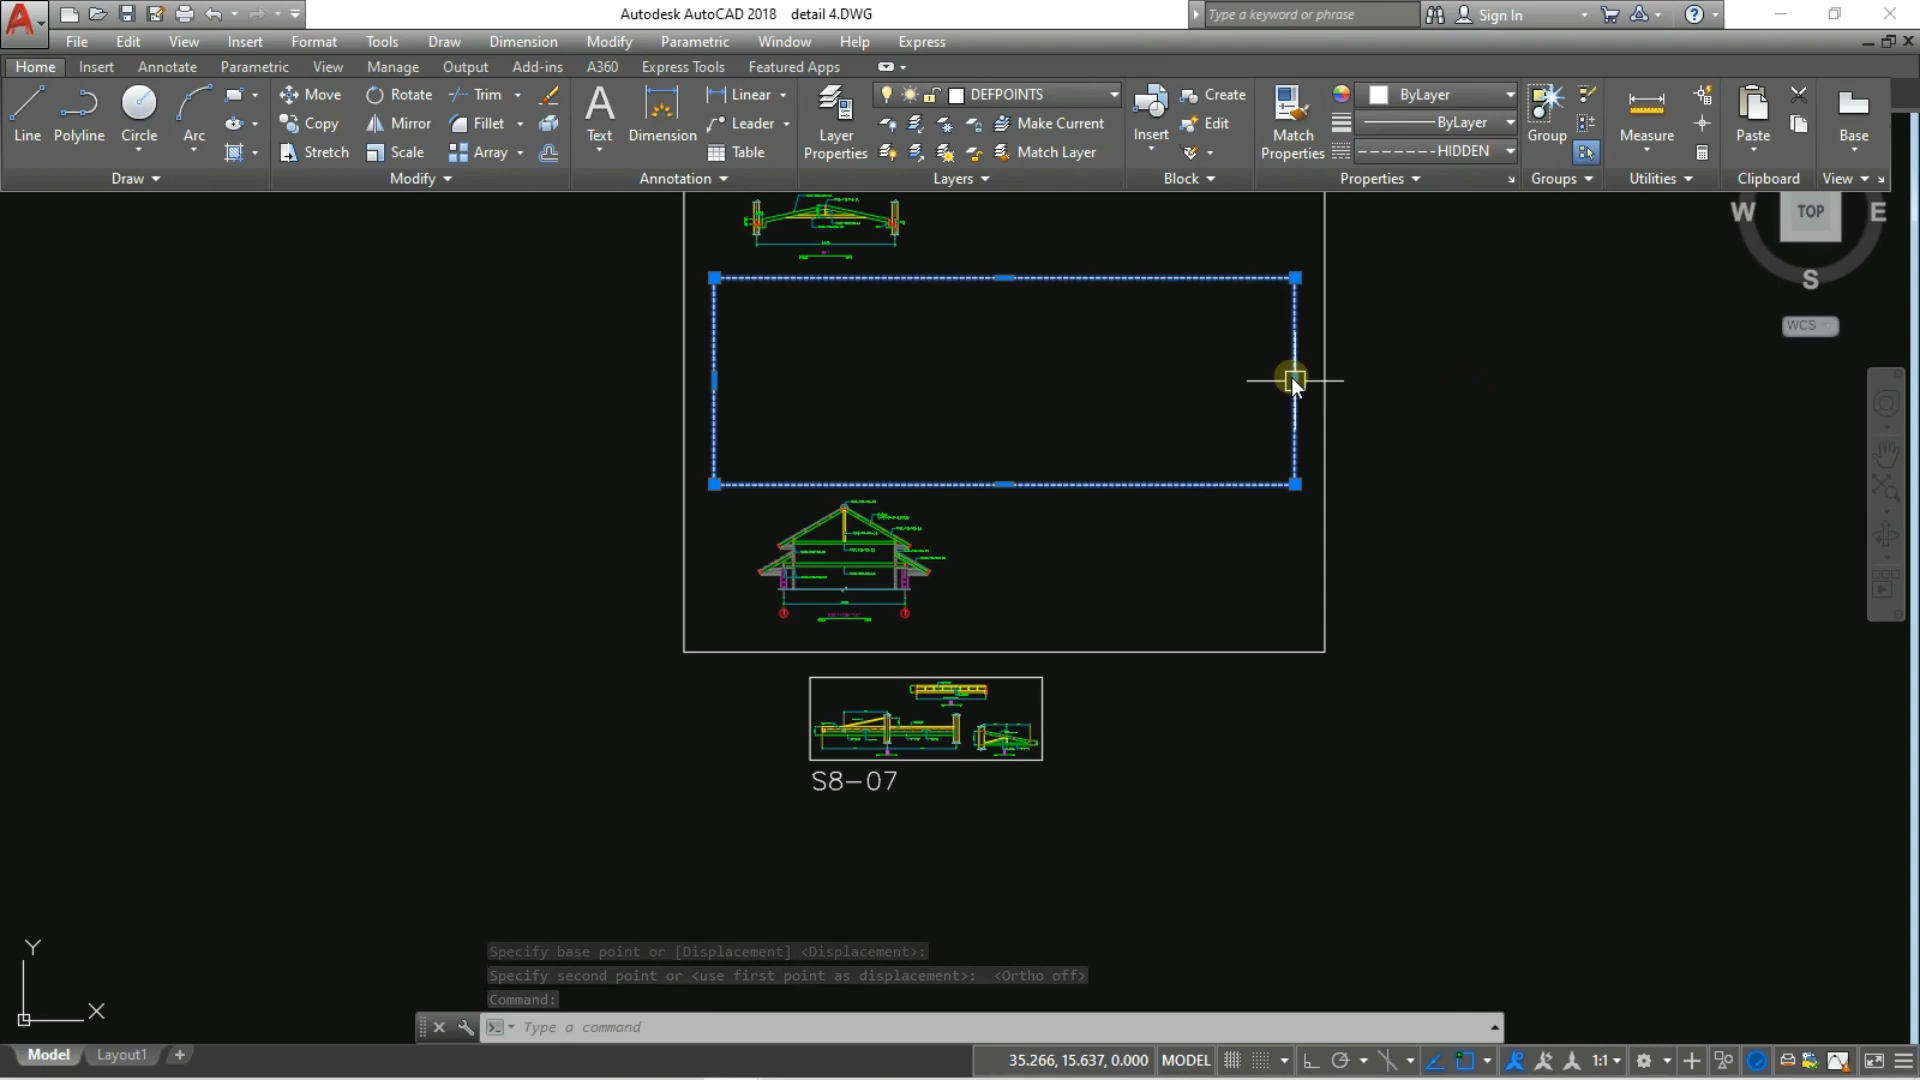 Autodesk AutoCAD 2018 detail 4.DWG
Type a keyword or phrase
Sign In
File Edit View Insert Format Tools Draw Dimension Modify Parametric Window Help Express
Home Insert Annotate Parametric View Manage Output Add-ins A360 Express Tools Featured Apps
Line Polyline Circle Arc
Move Rotate Trim
Copy Mirror Fillet
Stretch Scale Array
Text Dimension
Linear
Leader
Table
Layer Properties
DEFPOINTS
Make Current
Match Layer
Insert
Create
Edit
Match Properties
ByLayer
ByLayer
HIDDEN
Group
Measure
Paste
Base
Draw Modify Annotation Layers Block Properties Groups Utilities Clipboard View
W TOP E
S
WCS
S8-07
Y
X
Specify base point or [Displacement] <Displacement>:
Specify second point or <use first point as displacement>: <Ortho off>
Command:
Type a command
Model Layout1
35.266, 15.637, 0.000 MODEL 1:1